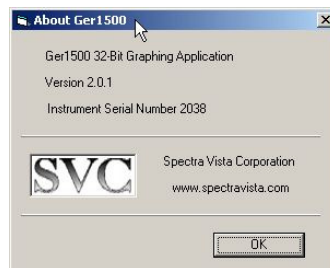 About Ger1500
Ger1500 32-Bit Graphing Application
Version 2.0.1
Instrument Serial Number 2038
SVC
Spectra Vista Corporation
www.spectravista.com
OK